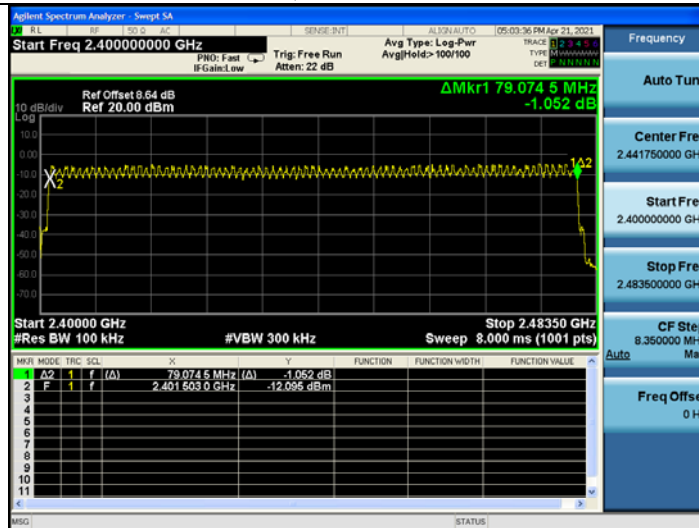 Agilent Spectrum Analyzer - Swept SA
RL RF 50 Ω AC SENSE:INT ALIGN AUTO 05:03:36 PM Apr 21, 2021
Start Freq 2.400000000 GHz
PNO: Fast
IFGain:Low
Trig: Free Run
Atten: 22 dB
Avg Type: Log-Pwr
Avg|Hold:> 100/100
TRACE 1 2 3 4 5 6
TYPE
DET P N N N N N
Ref Offset 8.64 dB
10 dB/div Ref 20.00 dBm
Log
ΔMkr1 79.074 5 MHz
-1.052 dB
10.0
0.00
-10.0
-20.0
-30.0
-40.0
-50.0
-60.0
-70.0
2
1Δ2
Start 2.40000 GHz Stop 2.48350 GHz
#Res BW 100 kHz #VBW 300 kHz Sweep 8.000 ms (1001 pts)
MKR MODE TRC SCL X Y FUNCTION FUNCTION WIDTH FUNCTION VALUE
1 Δ2 1 f (Δ) 79.074 5 MHz (Δ) -1.052 dB
2 F 1 f 2.401 503 0 GHz -12.095 dBm
3
4
5
6
7
8
9
10
11
MSG STATUS
Frequency
Auto Tun
Center Fre
2.441750000 GH
Start Fre
2.400000000 GH
Stop Fre
2.483500000 GH
CF Ste
8.350000 MH
Auto Ma
Freq Offse
0 H